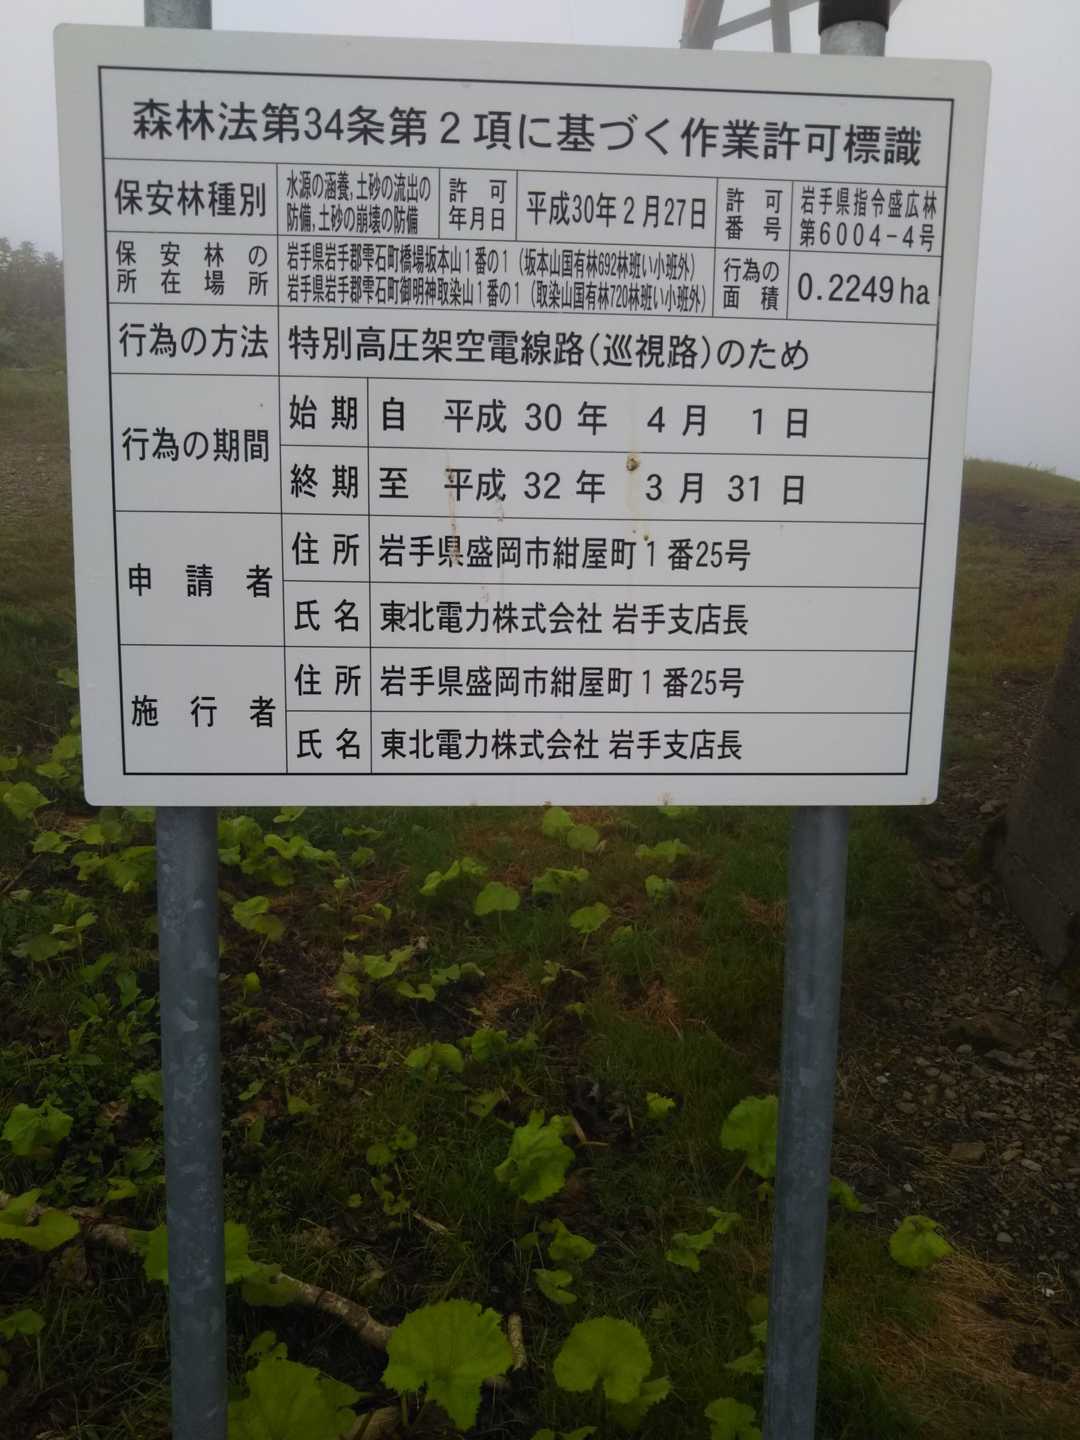 森林法第34条第2項に基づく作業許可標識
保安林種別
水源の涵養,土砂の流出の
防備,土砂の崩壊の防備
許可
年月日
平成30年2月27日
許可
番号
岩手県指令盛広林
第6004-4号
保安林の
所在場所
岩手県岩手郡雫石町橋場坂本山1番の1(坂本山国有林692林班い小班外)
岩手県岩手郡雫石町御明神取染山1番の1(取染山国有林720林班い小班外)
行為の
面積
0.2249ha
行為の方法
特別高圧架空電線路(巡視路)のため
行為の期間
始期
自 平成 30 年 4 月 1 日
終期
至 平成 32 年 3 月 31 日
申請者
住所
岩手県盛岡市紺屋町1番25号
氏名
東北電力株式会社 岩手支店長
施行者
住所
岩手県盛岡市紺屋町1番25号
氏名
東北電力株式会社 岩手支店長